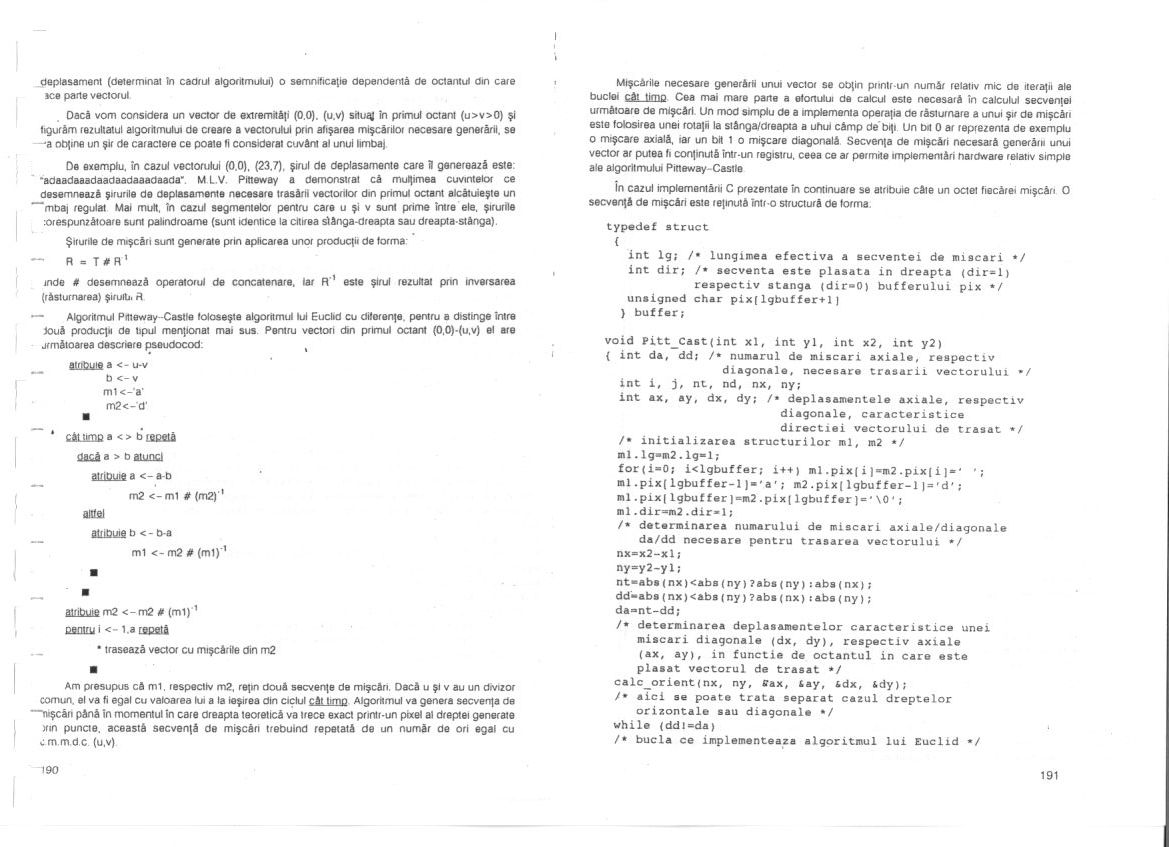 deplasament (determinat în cadrul algoritmului) o semnificaţie dependentă de octantul din care
ace parte vectorul.
Dacă vom considera un vector de extremităţi (0,0), (u,v) situaţ în primul octant (u>v>0) şi
figurăm rezultatul algoritmului de creare a vectorului prin afişarea mişcărilor necesare generării, se
a obţine un şir de caractere ce poate fi considerat cuvânt al unui limbaj.
De exemplu, în cazul vectorului (0,0), (23,7), şirul de deplasamente care îl generează este:
"adaadaaadaadaadaaadaada". M.L.V. Pitteway a demonstrat că mulţimea cuvintelor ce
desemnează şirurile de deplasamente necesare trasării vectorilor din primul octant alcătuieşte un
mbaj regulat. Mai mult, în cazul segmentelor pentru care u şi v sunt prime între ele, şirurile
corespunzătoare sunt palindroame (sunt identice la citirea stânga-dreapta sau dreapta-stânga).
Şirurile de mişcări sunt generate prin aplicarea unor producţii de forma:
R = T # R-1
unde # desemnează operatorul de concatenare, iar R-1 este şirul rezultat prin inversarea
(răsturnarea) şirului R.
Algoritmul Pitteway–Castle foloseşte algoritmul lui Euclid cu diferenţe, pentru a distinge între
două producţii de tipul menţionat mai sus. Pentru vectori din primul octant (0,0)-(u,v) el are
următoarea descriere pseudocod:
atribuie a <- u-v
b <- v
m1<-'a'
m2<-'d'
■
cât timp a <> b repetă
dacă a > b atunci
atribuie a <- a-b
m2 <- m1 # (m2)-1
altfel
atribuie b <- b-a
m1 <- m2 # (m1)-1
■
■
atribuie m2 <- m2 # (m1)-1
pentru i <- 1,a repetă
* trasează vector cu mişcările din m2
■
Am presupus că m1, respectiv m2, reţin două secvenţe de mişcări. Dacă u şi v au un divizor
comun, el va fi egal cu valoarea lui a la ieşirea din ciclul cât timp. Algoritmul va genera secvenţa de
mişcări până în momentul în care dreapta teoretică va trece exact printr-un pixel al dreptei generate
prin puncte, această secvenţă de mişcări trebuind repetată de un număr de ori egal cu
c.m.m.d.c. (u,v).
190
Mişcările necesare generării unui vector se obţin printr-un număr relativ mic de iteraţii ale
buclei cât timp. Cea mai mare parte a efortului de calcul este necesară în calculul secvenţei
următoare de mişcări. Un mod simplu de a implementa operaţia de răsturnare a unui şir de mişcări
este folosirea unei rotaţii la stânga/dreapta a unui câmp de biţi. Un bit 0 ar reprezenta de exemplu
o mişcare axială, iar un bit 1 o mişcare diagonală. Secvenţa de mişcări necesară generării unui
vector ar putea fi conţinută într-un registru, ceea ce ar permite implementări hardware relativ simple
ale algoritmului Pitteway-Castle.
În cazul implementării C prezentate în continuare se atribuie câte un octet fiecărei mişcări. O
secvenţă de mişcări este reţinută într-o structură de forma:
typedef struct
{
int lg; /* lungimea efectiva a secventei de miscari */
int dir; /* secventa este plasata in dreapta (dir=1)
respectiv stanga (dir=0) bufferului pix */
unsigned char pix[lgbuffer+1]
} buffer;
void Pitt_Cast(int x1, int y1, int x2, int y2)
{ int da, dd; /* numarul de miscari axiale, respectiv
diagonale, necesare trasarii vectorului */
int i, j, nt, nd, nx, ny;
int ax, ay, dx, dy; /* deplasamentele axiale, respectiv
diagonale, caracteristice
directiei vectorului de trasat */
/* initializarea structurilor m1, m2 */
m1.lg=m2.lg=1;
for(i=0; i<lgbuffer; i++) m1.pix[i]=m2.pix[i]=' ';
m1.pix[lgbuffer-1]='a'; m2.pix[lgbuffer-1]='d';
m1.pix[lgbuffer]=m2.pix[lgbuffer]='\0';
m1.dir=m2.dir=1;
/* determinarea numarului de miscari axiale/diagonale
da/dd necesare pentru trasarea vectorului */
nx=x2-x1;
ny=y2-y1;
nt=abs(nx)<abs(ny)?abs(ny):abs(nx);
dd=abs(nx)<abs(ny)?abs(nx):abs(ny);
da=nt-dd;
/* determinarea deplasamentelor caracteristice unei
miscari diagonale (dx, dy), respectiv axiale
(ax, ay), in functie de octantul in care este
plasat vectorul de trasat */
calc_orient(nx, ny, &ax, &ay, &dx, &dy);
/* aici se poate trata separat cazul dreptelor
orizontale sau diagonale */
while (dd!=da)
/* bucla ce implementeaza algoritmul lui Euclid */
191